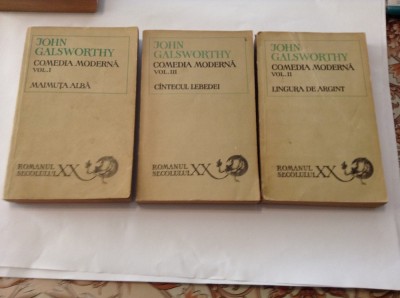 JOHN
GALSWORTHY
COMEDIA MODERNĂ
VOL. I
MAIMUȚA ALBĂ
ROMANUL
SECOLULUI XX
JOHN
GALSWORTHY
COMEDIA MODERNĂ
VOL. III
CÎNTECUL LEBEDEI
ROMANUL
SECOLULUI XX
JOHN
GALSWORTHY
COMEDIA MODERNĂ
VOL. II
LINGURA DE ARGINT
ROMANUL
SECOLULUI XX